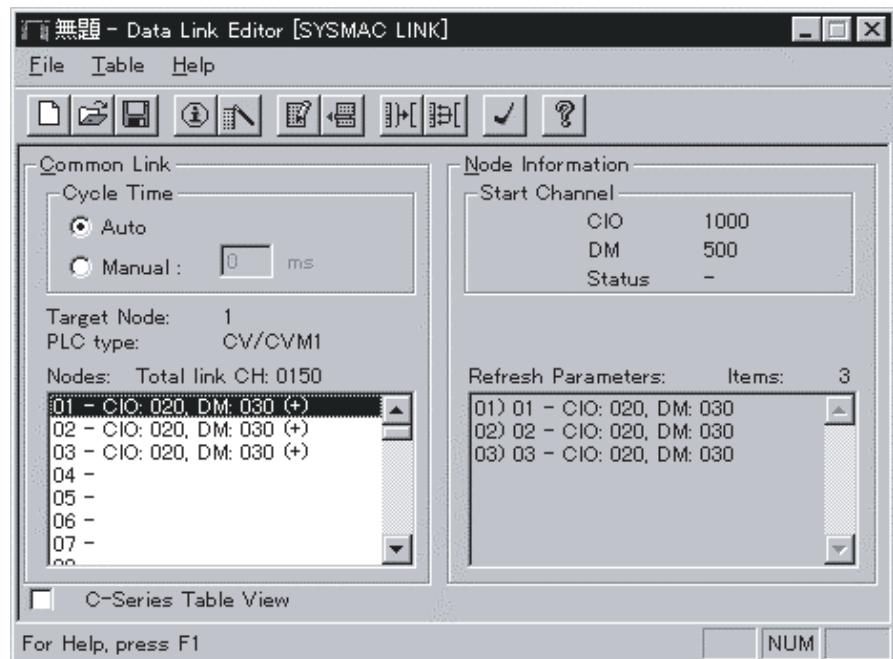 無題 - Data Link Editor [SYSMAC LINK]
File Table Help
Common Link
Cycle Time
Auto
Manual : 0 ms
Target Node: 1
PLC type: CV/CVM1
Nodes: Total link CH: 0150
01 - CIO: 020, DM: 030 (+)
02 - CIO: 020, DM: 030 (+)
03 - CIO: 020, DM: 030 (+)
04 -
05 -
06 -
07 -
Node Information
Start Channel
CIO 1000
DM 500
Status -
Refresh Parameters: Items: 3
01) 01 - CIO: 020, DM: 030
02) 02 - CIO: 020, DM: 030
03) 03 - CIO: 020, DM: 030
C-Series Table View
For Help, press F1
NUM